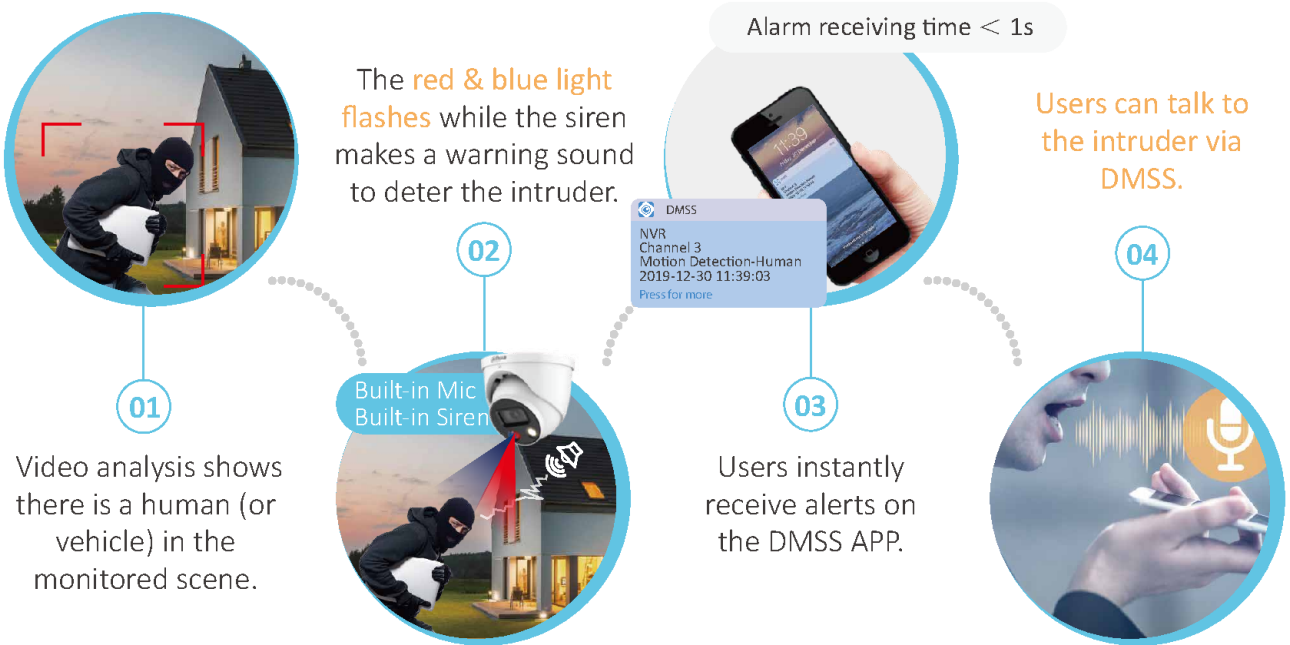 01
Video analysis shows
there is a human (or
vehicle) in the
monitored scene.
The red & blue light
flashes while the siren
makes a warning sound
to deter the intruder.
02
Built-in Mic
Built-in Siren
Alarm receiving time < 1s
11:39
DMSS
NVR
Channel 3
Motion Detection-Human
2019-12-30 11:39:03
Press for more
03
Users instantly
receive alerts on
the DMSS APP.
Users can talk to
the intruder via
DMSS.
04